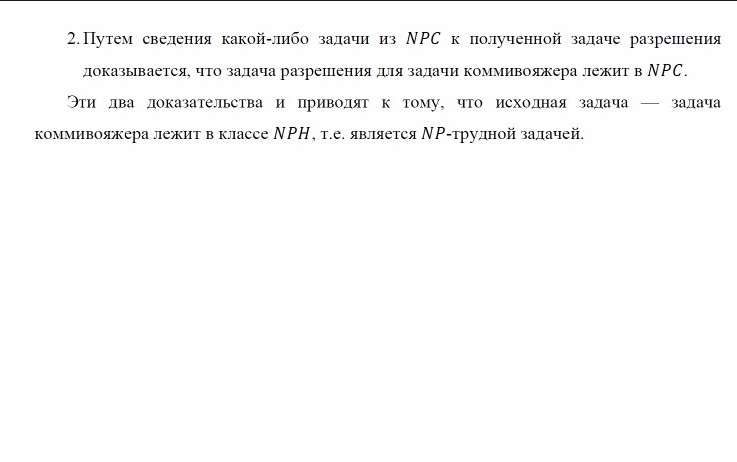 2. Путем сведения какой-либо задачи из NPC к полученной задаче разрешения
доказывается, что задача разрешения для задачи коммивояжера лежит в NPC.
Эти два доказательства и приводят к тому, что исходная задача — задача
коммивояжера лежит в классе NPH, т.е. является NP-трудной задачей.